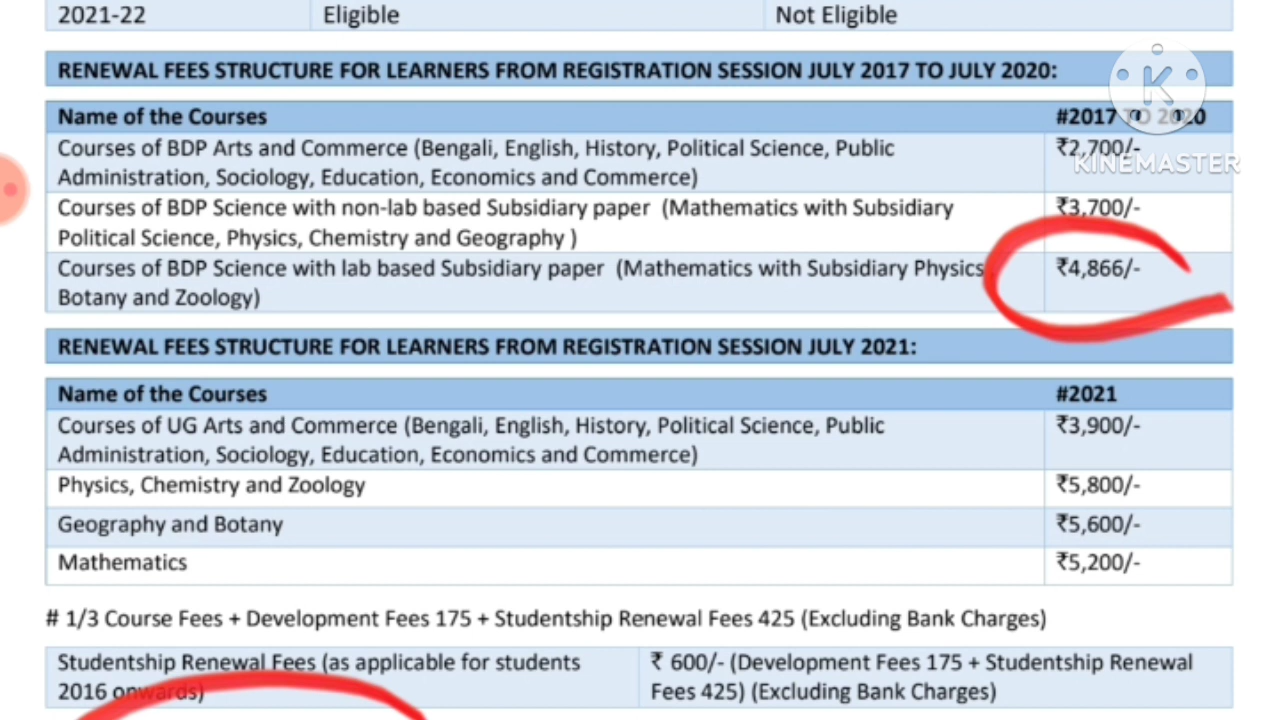 2021-22 Eligible Not Eligible
RENEWAL FEES STRUCTURE FOR LEARNERS FROM REGISTRATION SESSION JULY 2017 TO JULY 2020:
Name of the Courses #2017 TO 2020
Courses of BDP Arts and Commerce (Bengali, English, History, Political Science, Public ₹2,700/-
Administration, Sociology, Education, Economics and Commerce)
KINEMASTER
Courses of BDP Science with non-lab based Subsidiary paper (Mathematics with Subsidiary ₹3,700/-
Political Science, Physics, Chemistry and Geography )
Courses of BDP Science with lab based Subsidiary paper (Mathematics with Subsidiary Physics ₹4,866/-
Botany and Zoology)
RENEWAL FEES STRUCTURE FOR LEARNERS FROM REGISTRATION SESSION JULY 2021:
Name of the Courses #2021
Courses of UG Arts and Commerce (Bengali, English, History, Political Science, Public ₹3,900/-
Administration, Sociology, Education, Economics and Commerce)
Physics, Chemistry and Zoology ₹5,800/-
Geography and Botany ₹5,600/-
Mathematics ₹5,200/-
# 1/3 Course Fees + Development Fees 175 + Studentship Renewal Fees 425 (Excluding Bank Charges)
Studentship Renewal Fees (as applicable for students ₹ 600/- (Development Fees 175 + Studentship Renewal
2016 onwards) Fees 425) (Excluding Bank Charges)